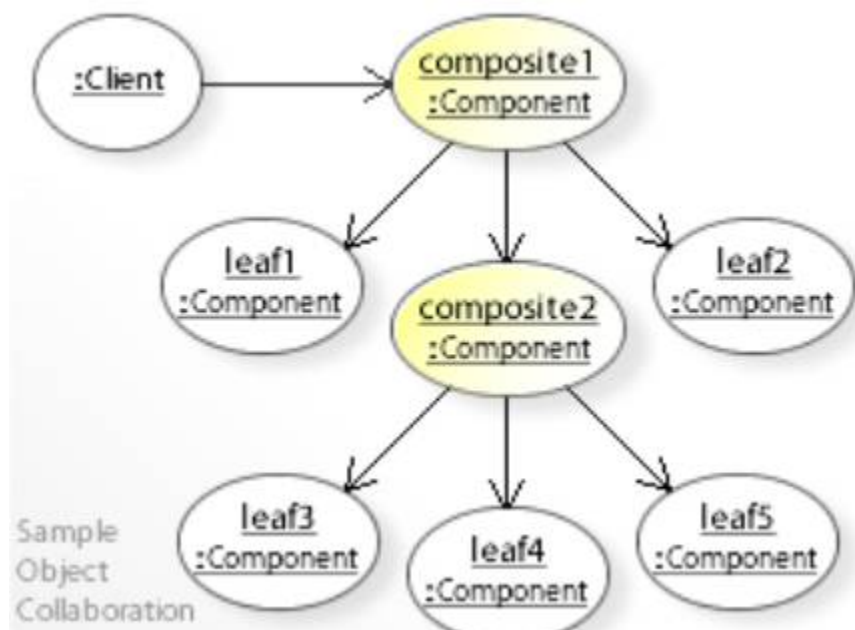 :Client
composite1
:Component
leaf1
:Component
composite2
:Component
leaf2
:Component
leaf3
:Component
leaf4
:Component
leaf5
:Component
Sample
Object
Collaboration